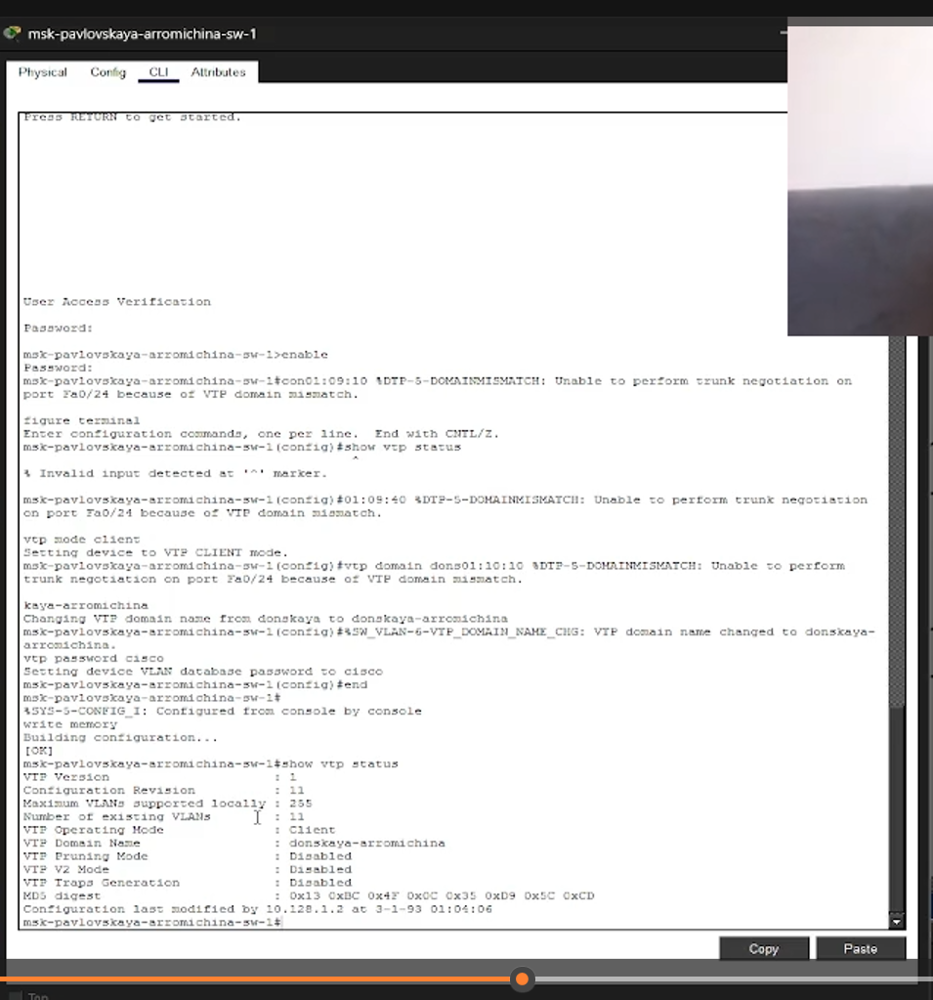 msk-pavlovskaya-arromichina-sw-1
Physical Config CLI Attributes
Press RETURN to get started.
User Access Verification
Password:
msk-pavlovskaya-arromichina-sw-1>enable
Password:
msk-pavlovskaya-arromichina-sw-1#con01:09:10 %DTP-5-DOMAINMISMATCH: Unable to perform trunk negotiation on
port Fa0/24 because of VTP domain mismatch.
figure terminal
Enter configuration commands, one per line.  End with CNTL/Z.
msk-pavlovskaya-arromichina-sw-1(config)#show vtp status
^
% Invalid input detected at '^' marker.
msk-pavlovskaya-arromichina-sw-1(config)#01:09:40 %DTP-5-DOMAINMISMATCH: Unable to perform trunk negotiation
on port Fa0/24 because of VTP domain mismatch.
vtp mode client
Setting device to VTP CLIENT mode.
msk-pavlovskaya-arromichina-sw-1(config)#vtp domain dons01:10:10 %DTP-5-DOMAINMISMATCH: Unable to perform
trunk negotiation on port Fa0/24 because of VTP domain mismatch.
kaya-arromichina
Changing VTP domain name from donskaya to donskaya-arromichina
msk-pavlovskaya-arromichina-sw-1(config)#%SW_VLAN-6-VTP_DOMAIN_NAME_CHG: VTP domain name changed to donskaya-
arromichina.
vtp password cisco
Setting device VLAN database password to cisco
msk-pavlovskaya-arromichina-sw-1(config)#end
msk-pavlovskaya-arromichina-sw-1#
%SYS-5-CONFIG_I: Configured from console by console
write memory
Building configuration...
[OK]
msk-pavlovskaya-arromichina-sw-1#show vtp status
VTP Version : 1
Configuration Revision : 11
Maximum VLANs supported locally : 255
Number of existing VLANs : 11
VTP Operating Mode : Client
VTP Domain Name : donskaya-arromichina
VTP Pruning Mode : Disabled
VTP V2 Mode : Disabled
VTP Traps Generation : Disabled
MD5 digest : 0x13 0xBC 0x4F 0x0C 0x35 0xD9 0x5C 0xCD
Configuration last modified by 10.128.1.2 at 3-1-93 01:04:06
msk-pavlovskaya-arromichina-sw-1#
Copy Paste
Top